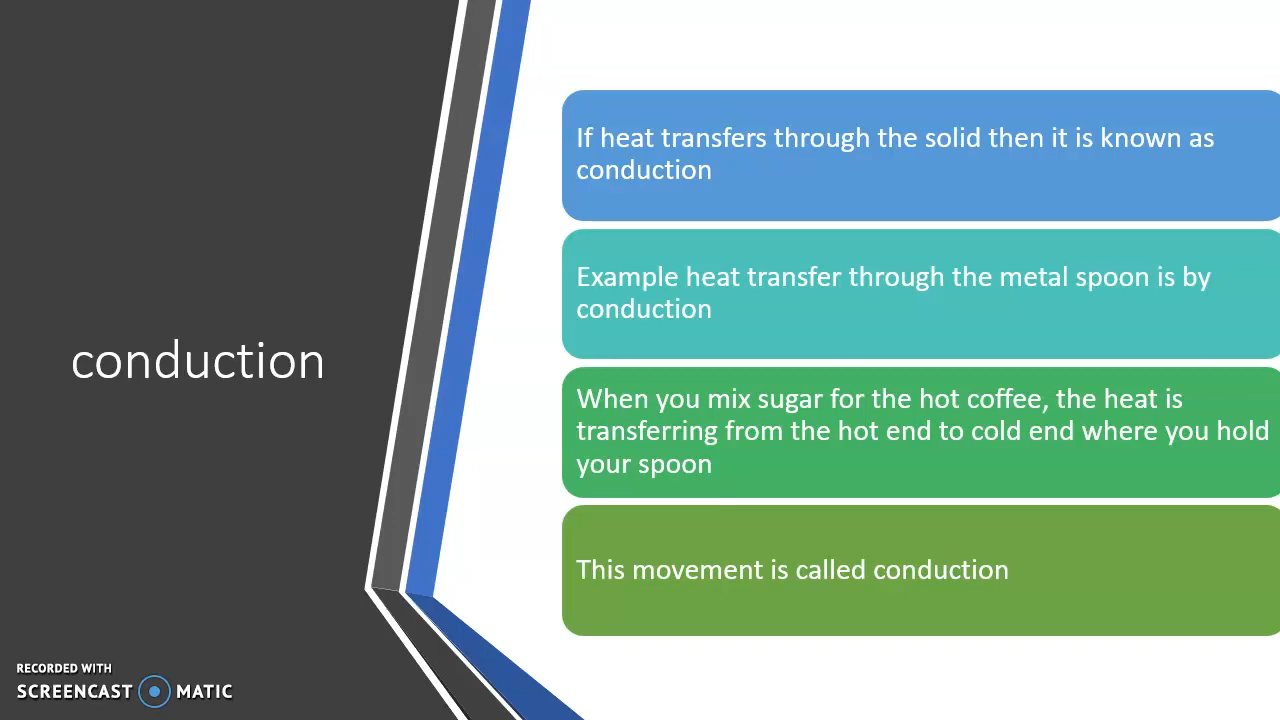 conduction
If heat transfers through the solid then it is known as
conduction
Example heat transfer through the metal spoon is by
conduction
When you mix sugar for the hot coffee, the heat is
transferring from the hot end to cold end where you hold
your spoon
This movement is called conduction
RECORDED WITH
SCREENCAST MATIC